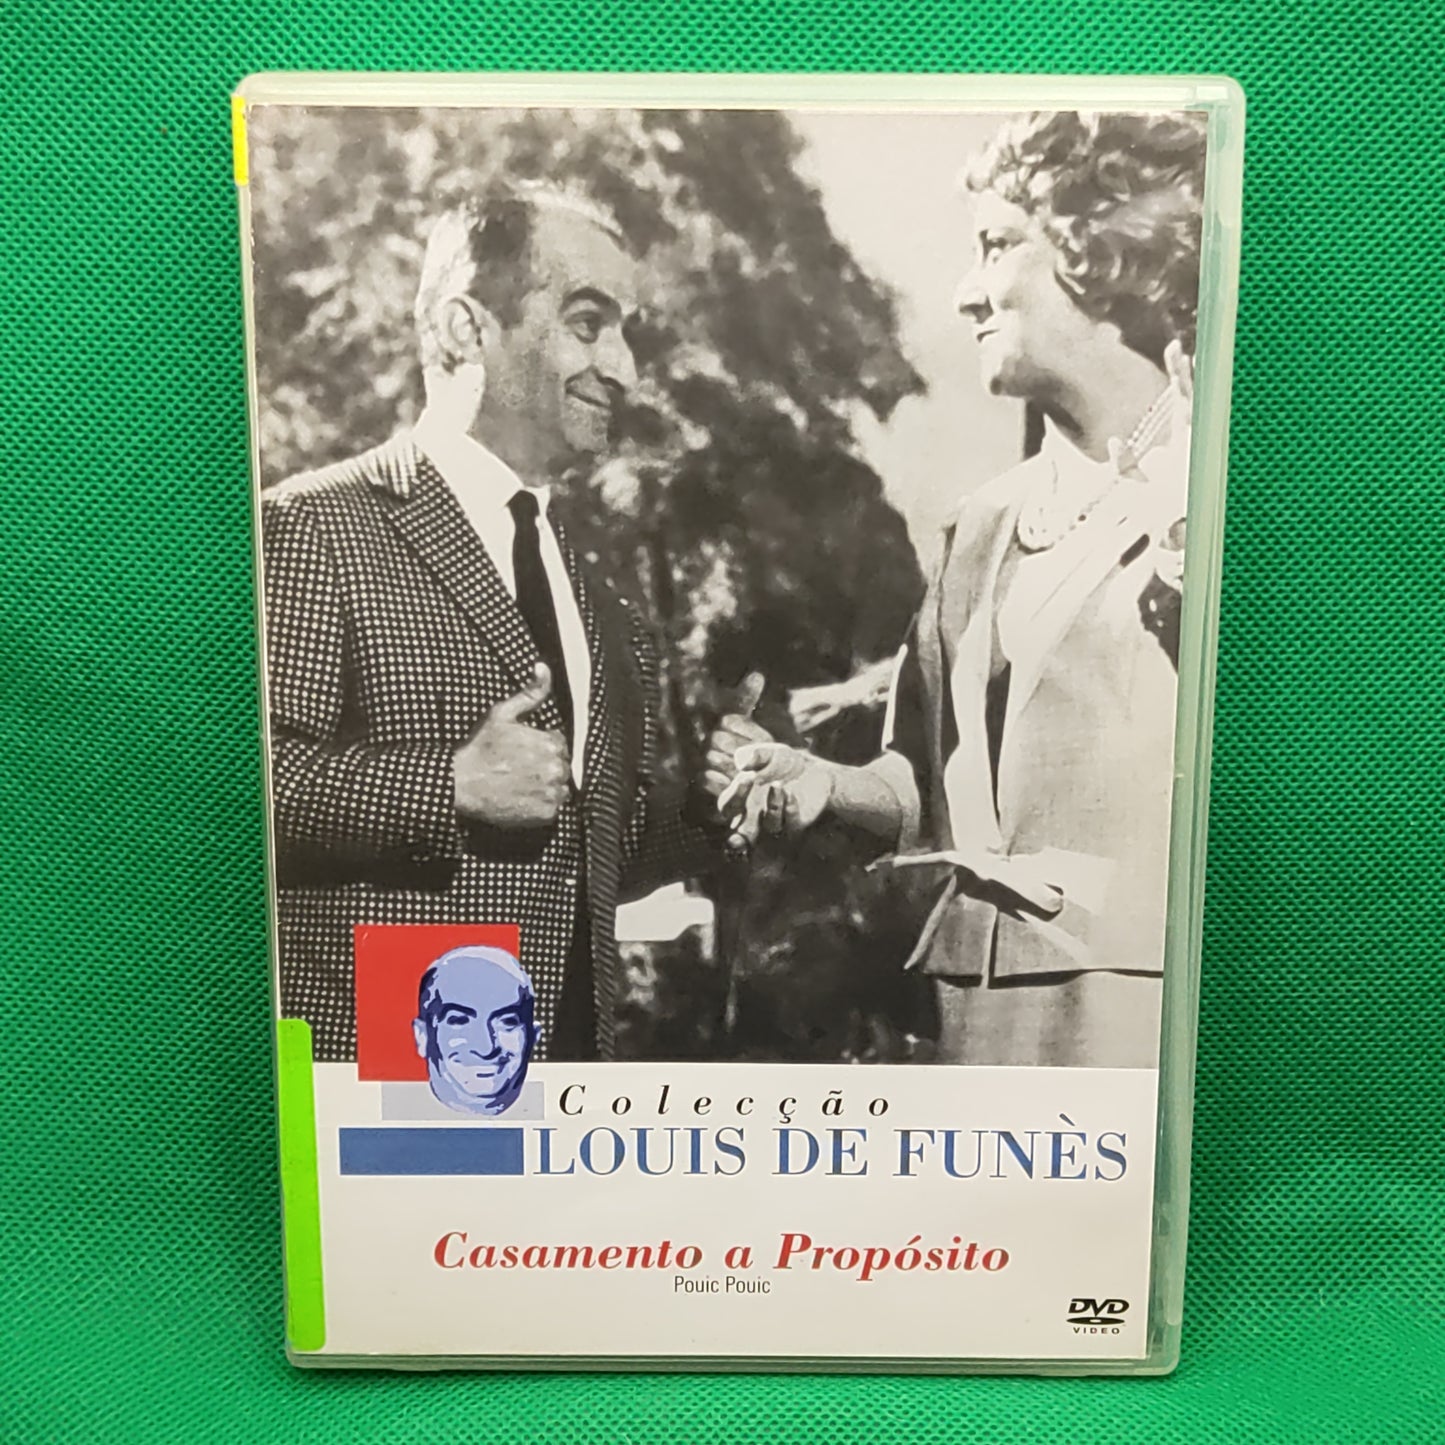 Colecção
LOUIS DE FUNÈS
Casamento a Propósito
Pouic Pouic
DVD
VIDEO